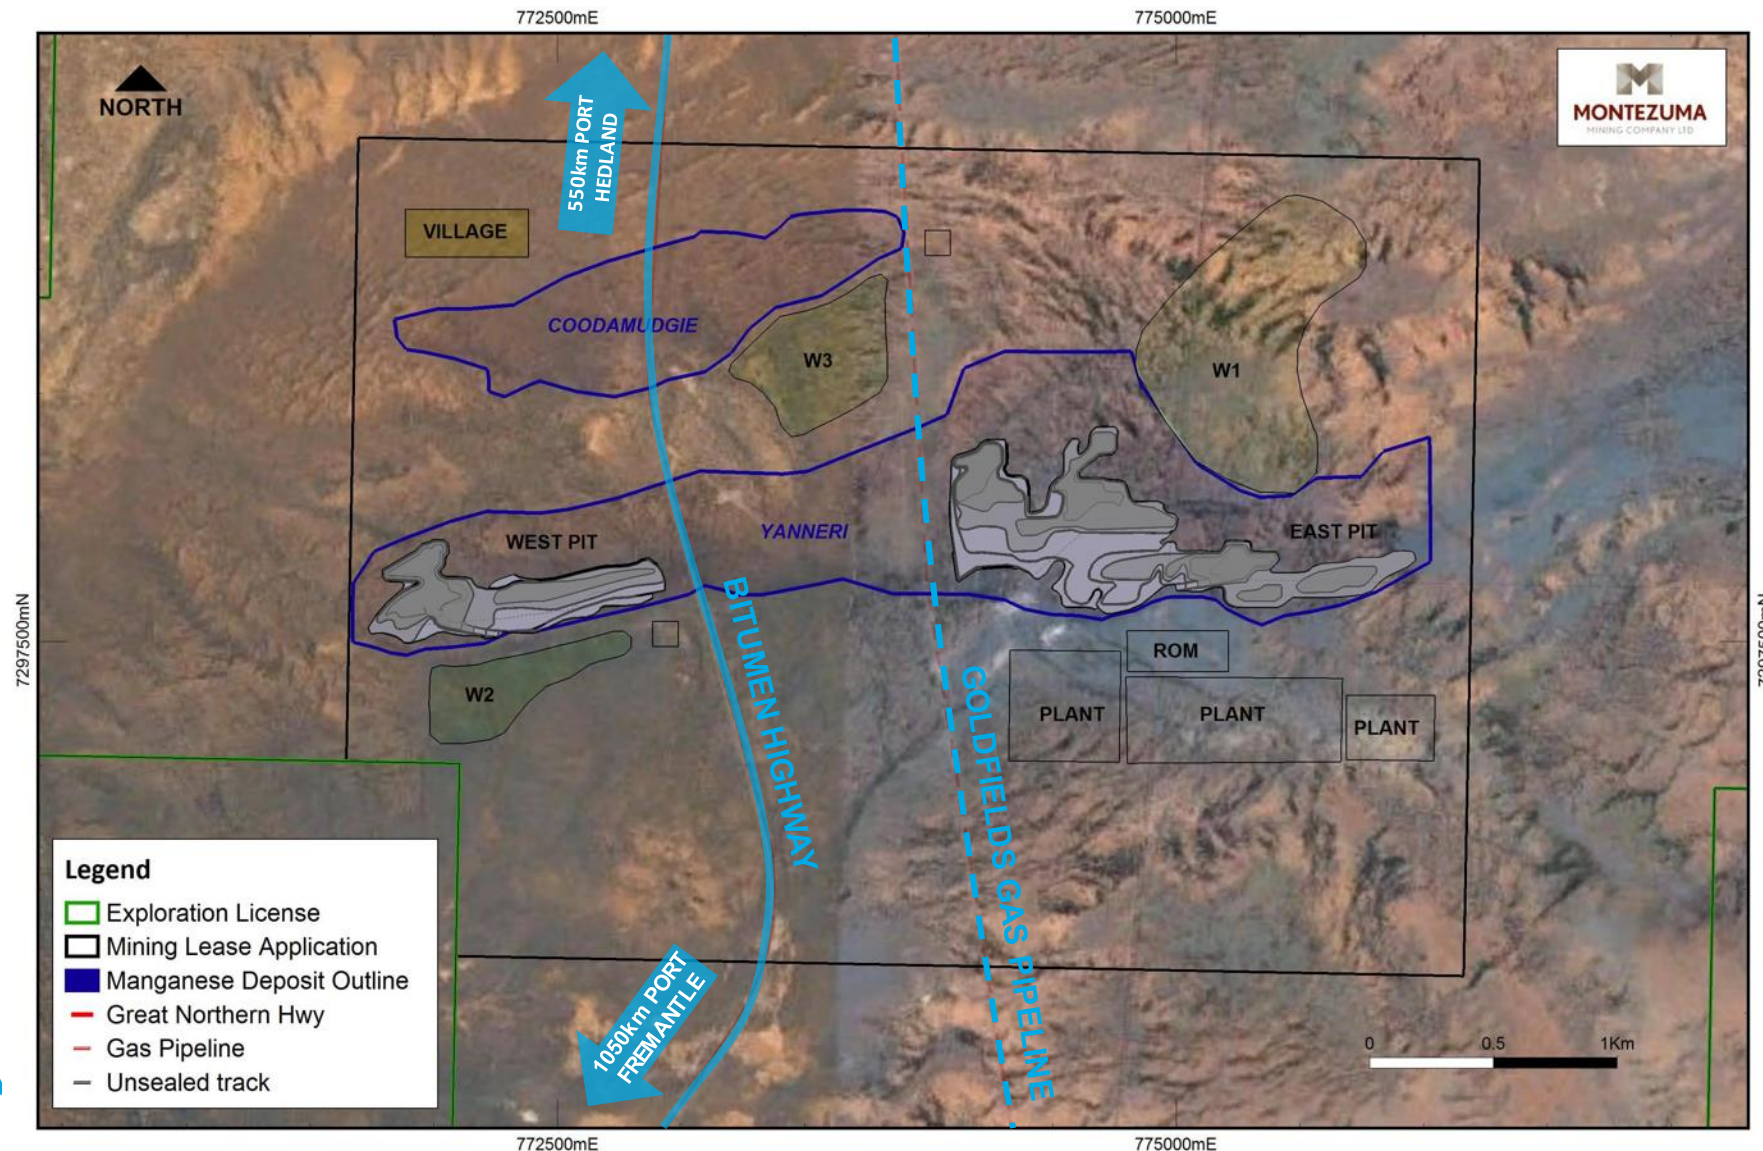 772500mE
775000mE
NORTH
550km PORT
HEDLAND
MONTEZUMA
MINING COMPANY LTD
VILLAGE
COODAMUDGIE
W3
W1
WEST PIT
YANNERI
EAST PIT
7297500mN
W2
BITUMEN HIGHWAY
ROM
PLANT
PLANT
PLANT
GOLDFIELDS GAS PIPELINE
Legend
Exploration License
Mining Lease Application
Manganese Deposit Outline
Great Northern Hwy
Gas Pipeline
Unsealed track
1050km PORT
FREMANTLE
0 0.5 1Km
772500mE
775000mE